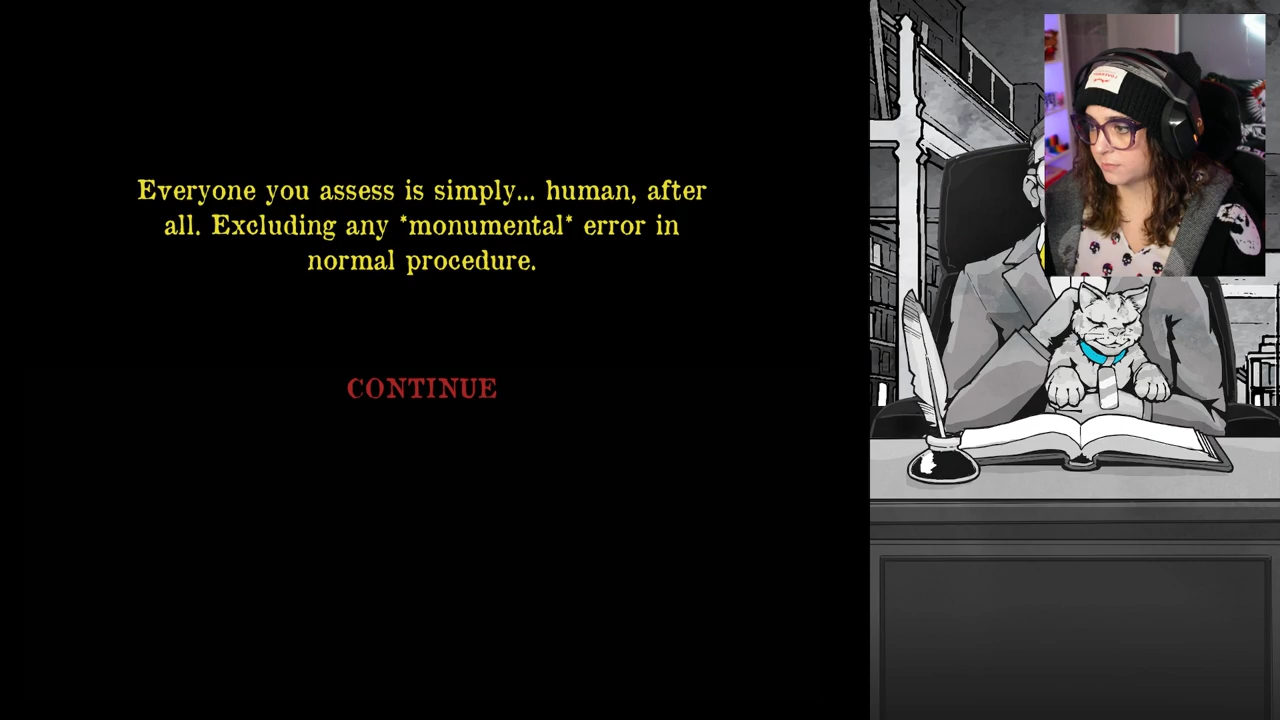 Everyone you assess is simply... human, after
all. Excluding any *monumental* error in
normal procedure.
CONTINUE